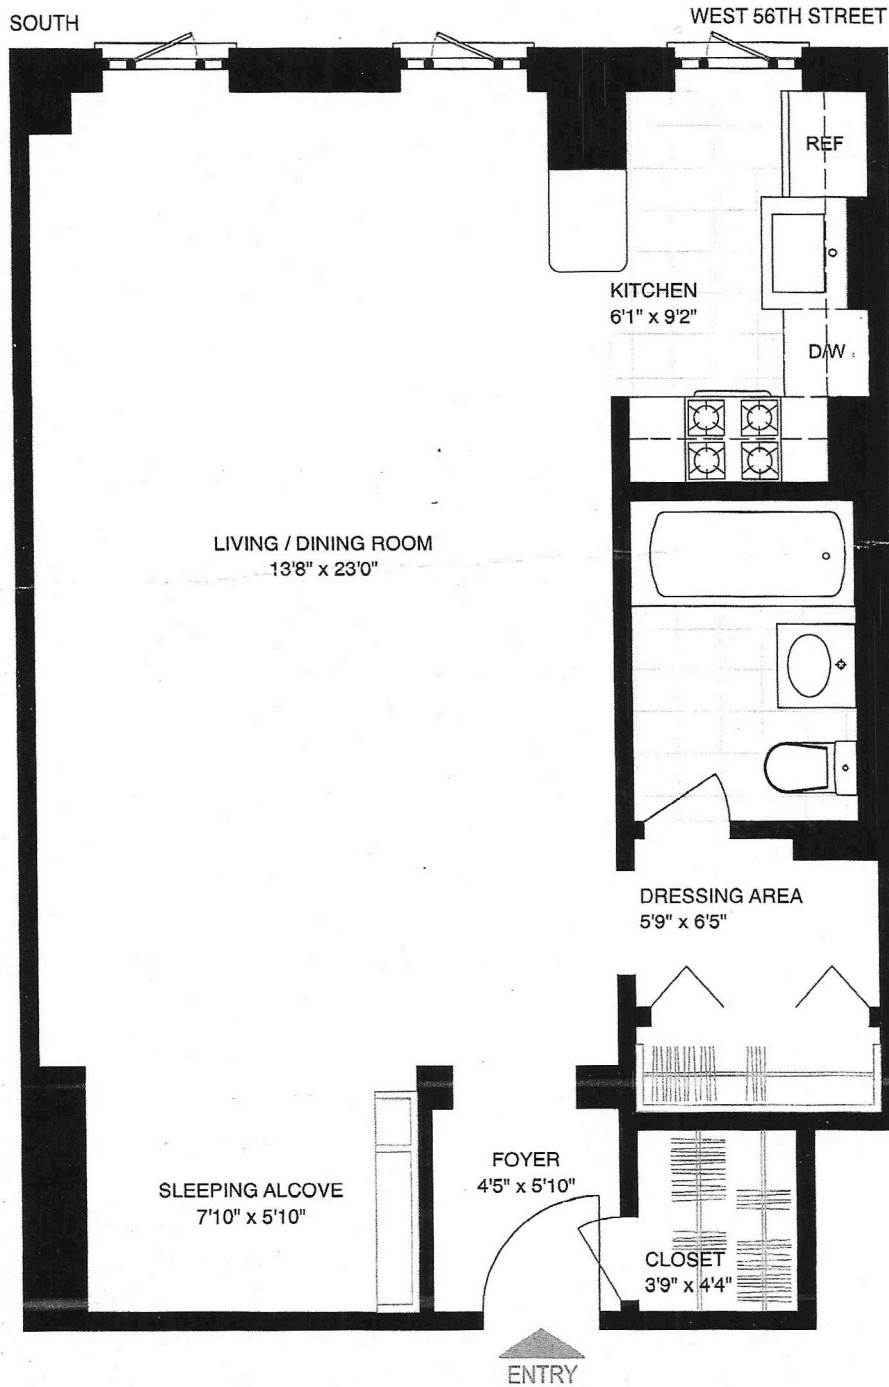 SOUTH
WEST 56TH STREET
REF
KITCHEN
6'1" x 9'2"
D/W
LIVING / DINING ROOM
13'8" x 23'0"
DRESSING AREA
5'9" x 6'5"
SLEEPING ALCOVE
7'10" x 5'10"
FOYER
4'5" x 5'10"
CLOSET
3'9" x 4'4"
ENTRY